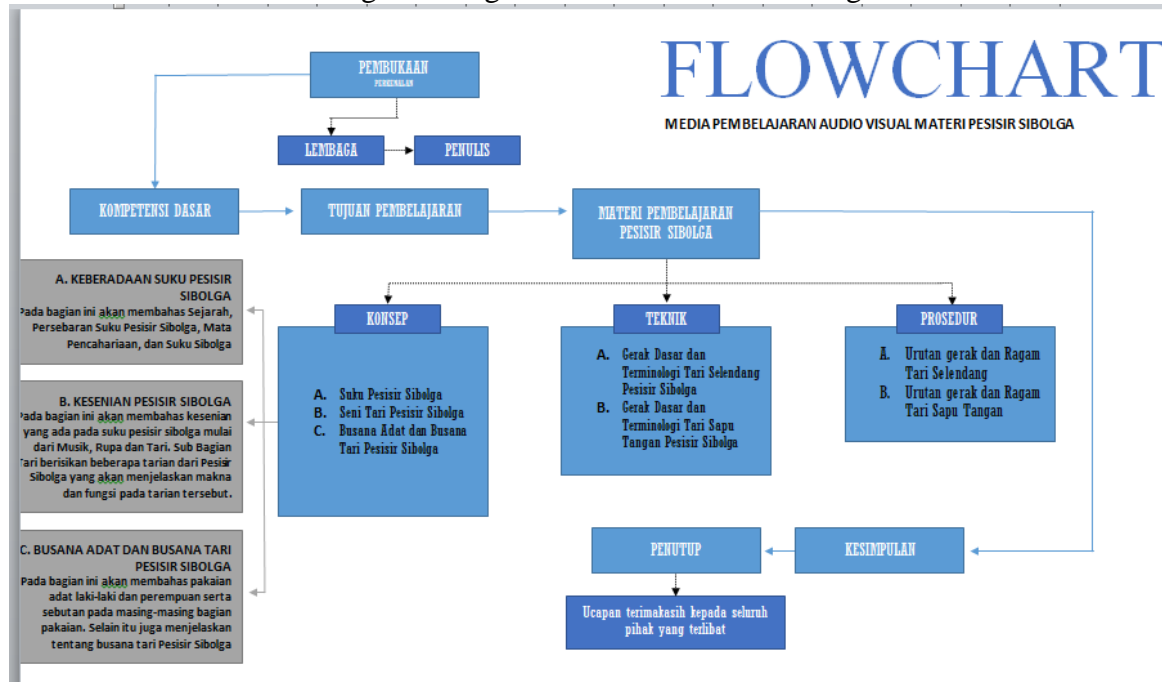 FLOWCHART
MEDIA PEMBELAJARAN AUDIO VISUAL MATERI PESISIR SIBOLGA
PEMBUKAAN
PERKENALAN
LEMBAGA
PENULIS
KOMPETENSI DASAR
TUJUAN PEMBELAJARAN
MATERI PEMBELAJARAN
PESISIR SIBOLGA
A. KEBERADAAN SUKU PESISIR
SIBOLGA
Pada bagian ini akan membahas Sejarah,
Persebaran Suku Pesisir Sibolga, Mata
Pencahariaan, dan Suku Sibolga
B. KESENIAN PESISIR SIBOLGA
Pada bagian ini akan membahas kesenian
yang ada pada suku pesisir sibolga mulai
dari Musik, Rupa dan Tari. Sub Bagian
Tari berisikan beberapa tarian dari Pesisir
Sibolga yang akan menjelaskan makna
dan fungsi pada tarian tersebut.
C. BUSANA ADAT DAN BUSANA TARI
PESISIR SIBOLGA
Pada bagian ini akan membahas pakaian
adat laki-laki dan perempuan serta
sebutan pada masing-masing bagian
pakaian. Selain itu juga menjelaskan
tentang busana tari Pesisir Sibolga
KONSEP
A. Suku Pesisir Sibolga
B. Seni Tari Pesisir Sibolga
C. Busana Adat dan Busana
Tari Pesisir Sibolga
TEKNIK
A. Gerak Dasar dan
Terminologi Tari Selendang
Pesisir Sibolga
B. Gerak Dasar dan
Terminologi Tari Sapu
Tangan Pesisir Sibolga
PROSEDUR
A. Urutan gerak dan Ragam
Tari Selendang
B. Urutan gerak dan Ragam
Tari Sapu Tangan
PENUTUP
KESIMPULAN
Ucapan terimakasih kepada seluruh
pihak yang terlibat